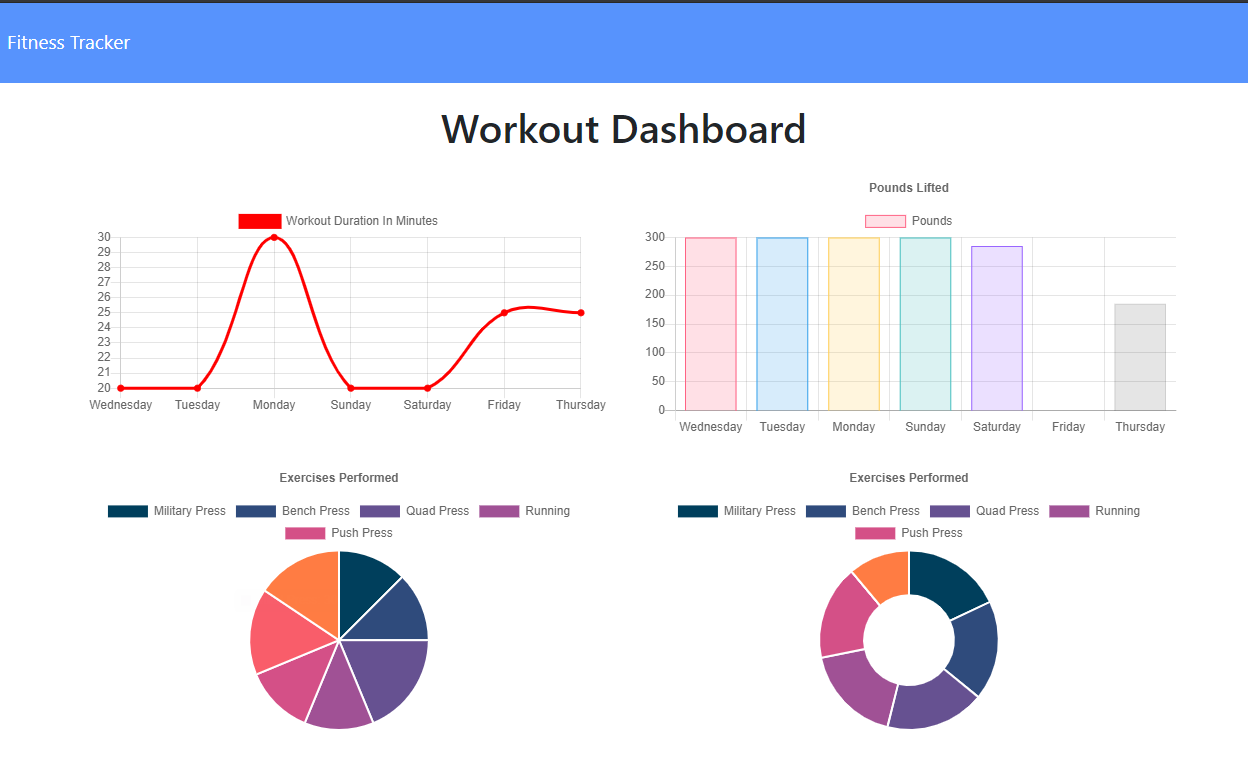 Fitness Tracker
Workout Dashboard
Workout Duration In Minutes
30
29
28
27
26
25
24
23
22
21
20
Wednesday Tuesday Monday Sunday Saturday Friday Thursday
Pounds Lifted
Pounds
300
250
200
150
100
50
0
Wednesday Tuesday Monday Sunday Saturday Friday Thursday
Exercises Performed
Military Press Bench Press Quad Press Running
Push Press
Exercises Performed
Military Press Bench Press Quad Press Running
Push Press